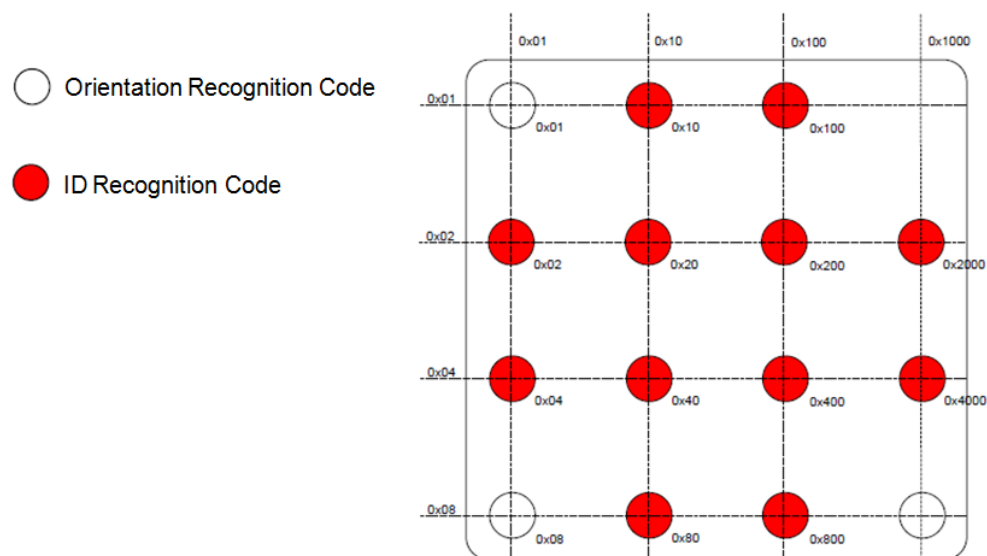 0x01 0x10 0x100 0x1000
Orientation Recognition Code
0x01
0x01 0x10 0x100
ID Recognition Code
0x02
0x02 0x20 0x200 0x2000
0x04
0x04 0x40 0x400 0x4000
0x08
0x08 0x80 0x800